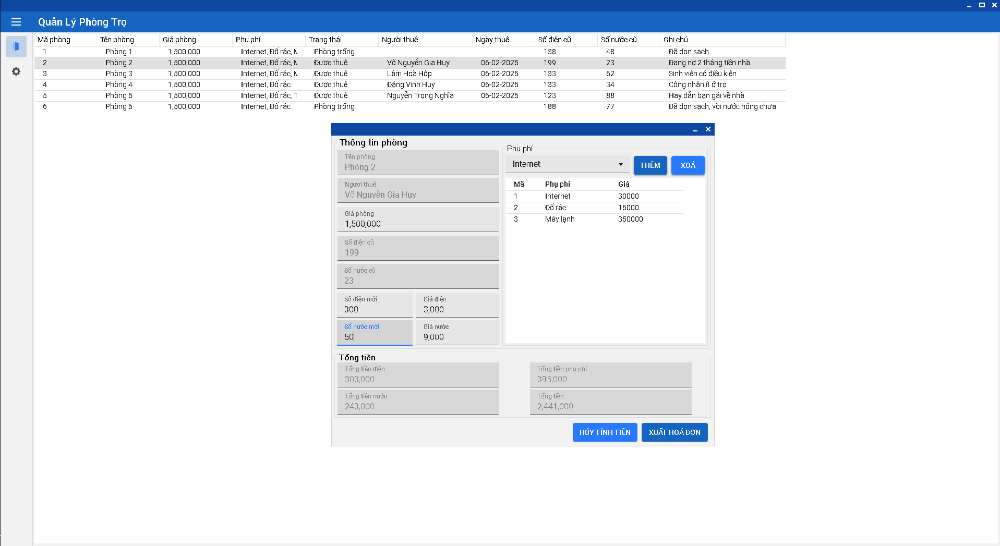 Quản Lý Phòng Trọ
Mã phòng Tên phòng Giá phòng Phụ phí Trạng thái Người thuê Ngày thuê Số điện cũ Số nước cũ Ghi chú
1 Phòng 1 1,500,000 Internet, Đổ rác, M Phòng trống 138 48 Đã dọn sạch
2 Phòng 2 1,500,000 Internet, Đổ rác, M Được thuê Võ Nguyễn Gia Huy 06-02-2025 199 23 Đang nợ 2 tháng tiền nhà
3 Phòng 3 1,500,000 Internet, Đổ rác, M Được thuê Lâm Hoà Hộp 06-02-2025 133 62 Sinh viên có điều kiện
4 Phòng 4 1,500,000 Internet, Đổ rác Được thuê Đặng Vinh Huy 06-02-2025 133 34 Công nhân ít ở trọ
5 Phòng 5 1,500,000 Internet, Đổ rác, T Được thuê Nguyễn Trọng Nghĩa 06-02-2025 123 88 Hay dẫn bạn gái về nhà
6 Phòng 6 1,500,000 Internet, Đổ rác Phòng trống 188 77 Đã dọn sạch, vòi nước hỏng chưa
Thông tin phòng
Tên phòng
Phòng 2
Ngươi thuê
Võ Nguyễn Gia Huy
Giá phòng
1,500,000
Số điện cũ
199
Số nước cũ
23
Số điện mới
300
Giá điện
3,000
Số nước mới
50
Giá nước
9,000
Phụ phí
Internet
THÊM
XOÁ
Mã Phụ phí Giá
1 Internet 30000
2 Đổ rác 15000
3 Máy lạnh 350000
Tổng tiền
Tổng tiền điện
303,000
Tổng tiền phụ phí
395,000
Tổng tiền nước
243,000
Tổng tiền
2,441,000
HỦY TÍNH TIỀN
XUẤT HOÁ ĐƠN